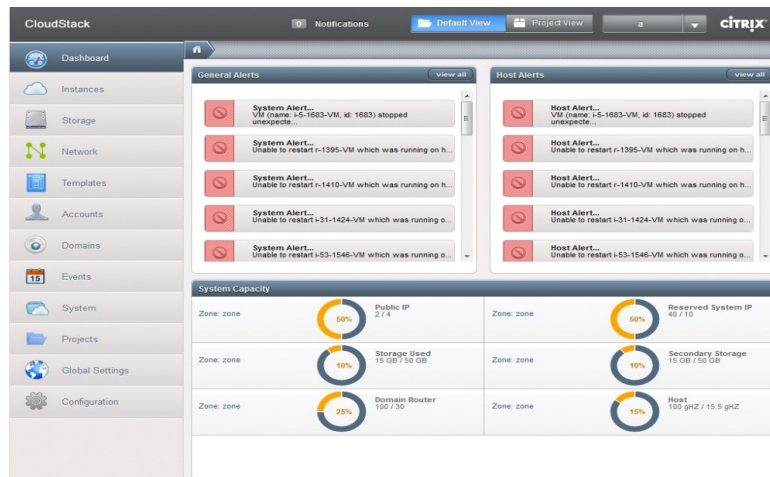 CloudStack
0 Notifications
Default View
Project View
a
CİTRIX
Dashboard
Instances
Storage
Network
Templates
Accounts
Domains
15
Events
System
Projects
Global Settings
Configuration
General Alerts
view all
System Alert...
VM (name: i-5-1683-VM, id: 1683) stopped
unexpecte...
System Alert...
Unable to restart r-1395-VM which was running on h...
System Alert...
Unable to restart r-1410-VM which was running on h...
System Alert...
Unable to restart i-31-1424-VM which was running o...
System Alert...
Unable to restart i-53-1546-VM which was running o...
Host Alerts
view all
Host Alert...
VM (name: i-5-1683-VM, id: 1683) stopped
unexpecte...
Host Alert...
Unable to restart r-1395-VM which was running on h...
Host Alert...
Unable to restart r-1410-VM which was running on h...
Host Alert...
Unable to restart i-31-1424-VM which was running o...
Host Alert...
Unable to restart i-53-1546-VM which was running o...
System Capacity
Zone: zone
50%
Public IP
2 / 4
Zone: zone
50%
Reserved System IP
40 / 10
Zone: zone
10%
Storage Used
15 GB / 50 GB
Zone: zone
10%
Secondary Storage
15 GB / 50 GB
Zone: zone
25%
Domain Router
100 / 30
Zone: zone
15%
Host
100 gHZ / 15.5 gHZ